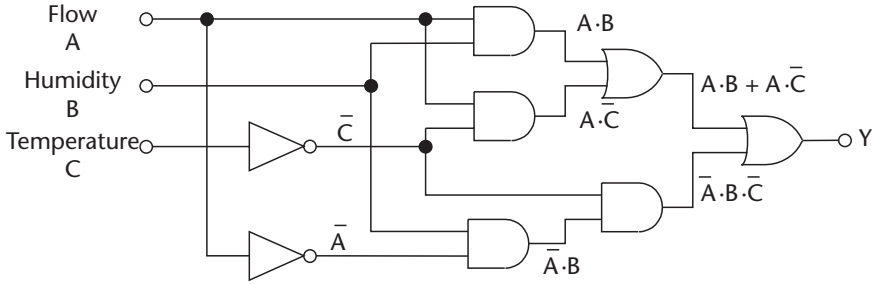 Flow
A
Humidity
B
Temperature
C
C̅
A̅
A·B
A·C̅
A̅·B
A·B + A·C̅
A̅·B·C̅
Y